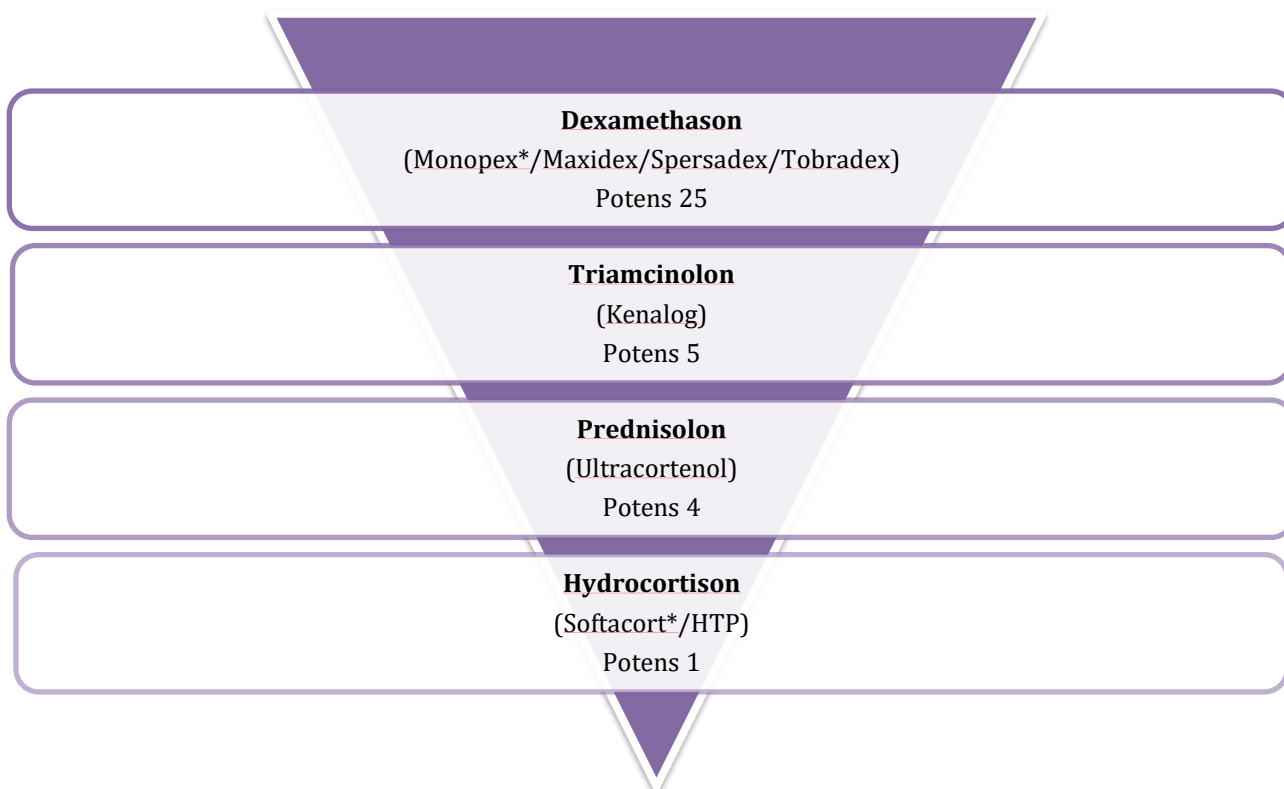 Dexamethason
(Monopex*/Maxidex/Spersadex/Tobradex)
Potens 25
Triamcinolon
(Kenalog)
Potens 5
Prednisolon
(Ultracortenol)
Potens 4
Hydrocortison
(Softacort*/HTP)
Potens 1